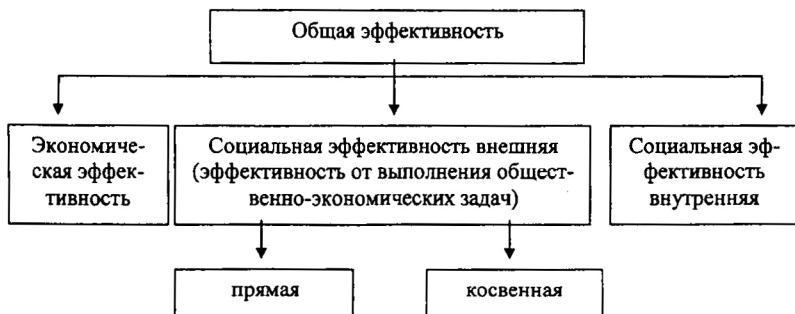 Общая эффективность
Экономиче-
ская эффек-
тивность
Социальная эффективность внешняя
(эффективность от выполнения общест-
венно-экономических задач)
Социальная эф-
фективность
внутренняя
прямая
косвенная